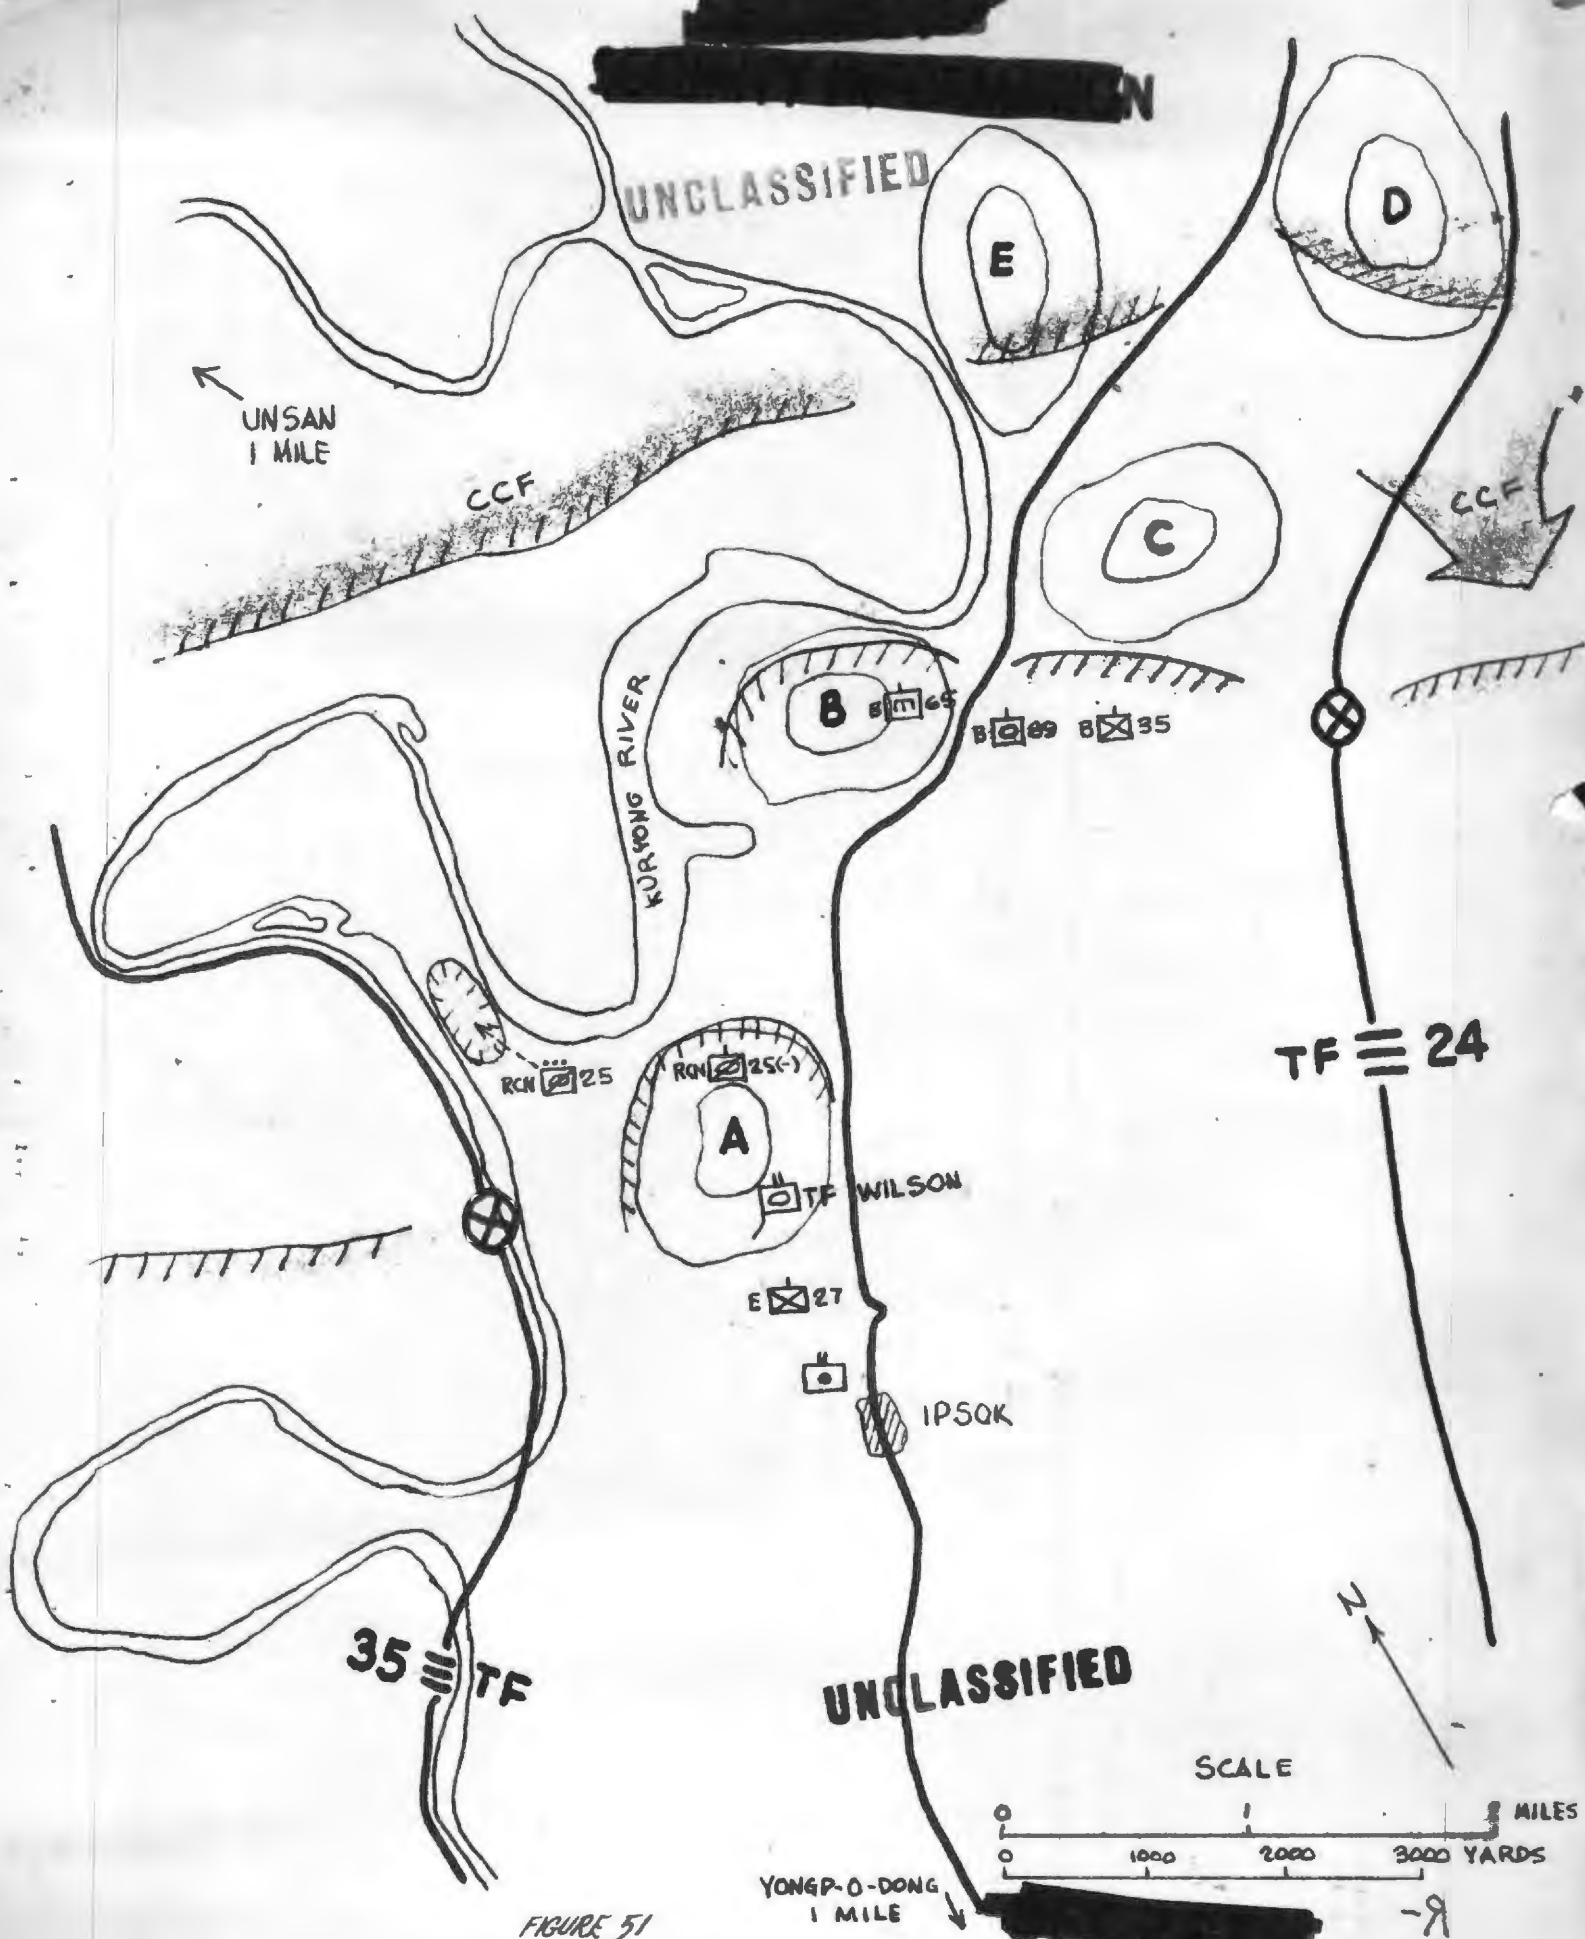 N
UNCLASSIFIED
D
E
UNSAN
1 MILE
CCF
CCF
C
KURYONG RIVER
B
B 65
B 89
B 35
TF 24
RCN 25
RCN 25(-)
A
TF WILSON
E 27
IPSOK
N
35 TF
UNCLASSIFIED
SCALE
0 1 MILES
0 1000 2000 3000 YARDS
YONGP-O-DONG
1 MILE
FIGURE 51